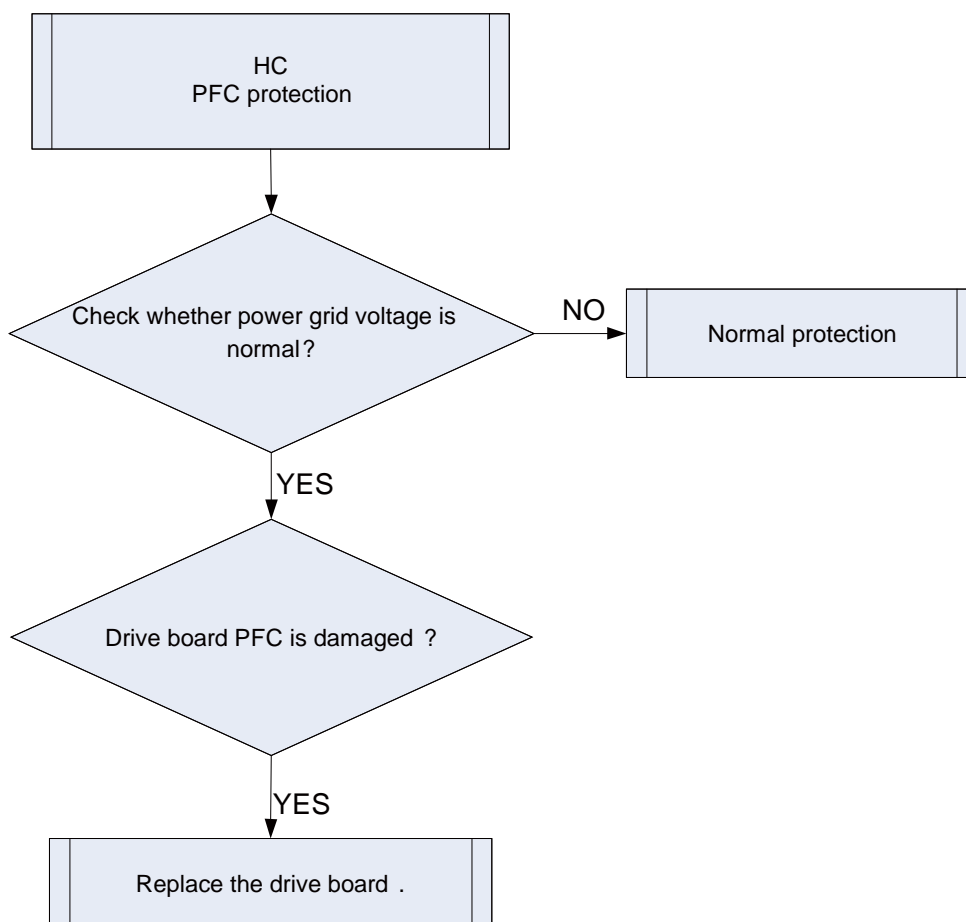 HC
PFC protection
Check whether power grid voltage is
normal?
NO
Normal protection
YES
Drive board PFC is damaged ?
YES
Replace the drive board .